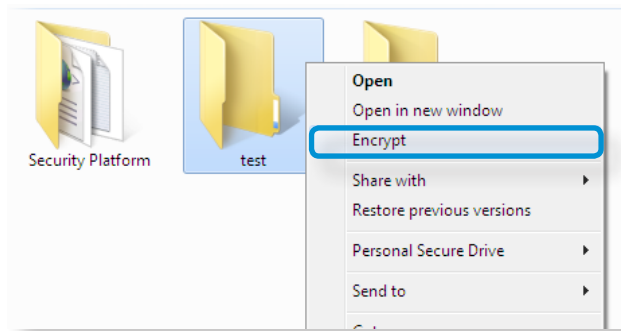 Security Platform
test
Open
Open in new window
Encrypt
Share with
Restore previous versions
Personal Secure Drive
Send to